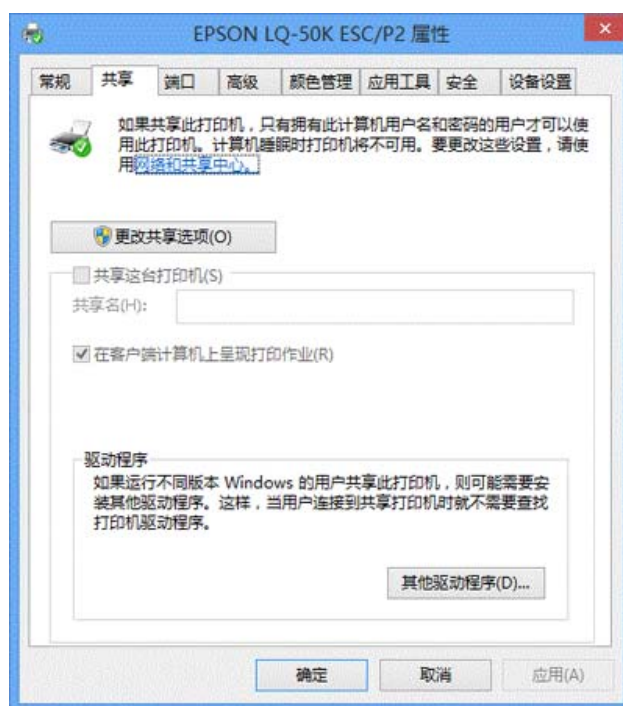 EPSON LQ-50K ESC/P2 属性
常规 共享 端口 高级 颜色管理 应用工具 安全 设备设置
如果共享此打印机，只有拥有此计算机用户名和密码的用户才可以使
用此打印机。计算机睡眠时打印机将不可用。要更改这些设置，请使
用网络和共享中心。
更改共享选项(O)
共享这台打印机(S)
共享名(H):
在客户端计算机上呈现打印作业(R)
驱动程序
如果运行不同版本 Windows 的用户共享此打印机，则可能需要安
装其他驱动程序。这样，当用户连接到共享打印机时就不需要查找
打印机驱动程序。
其他驱动程序(D)...
确定 取消 应用(A)